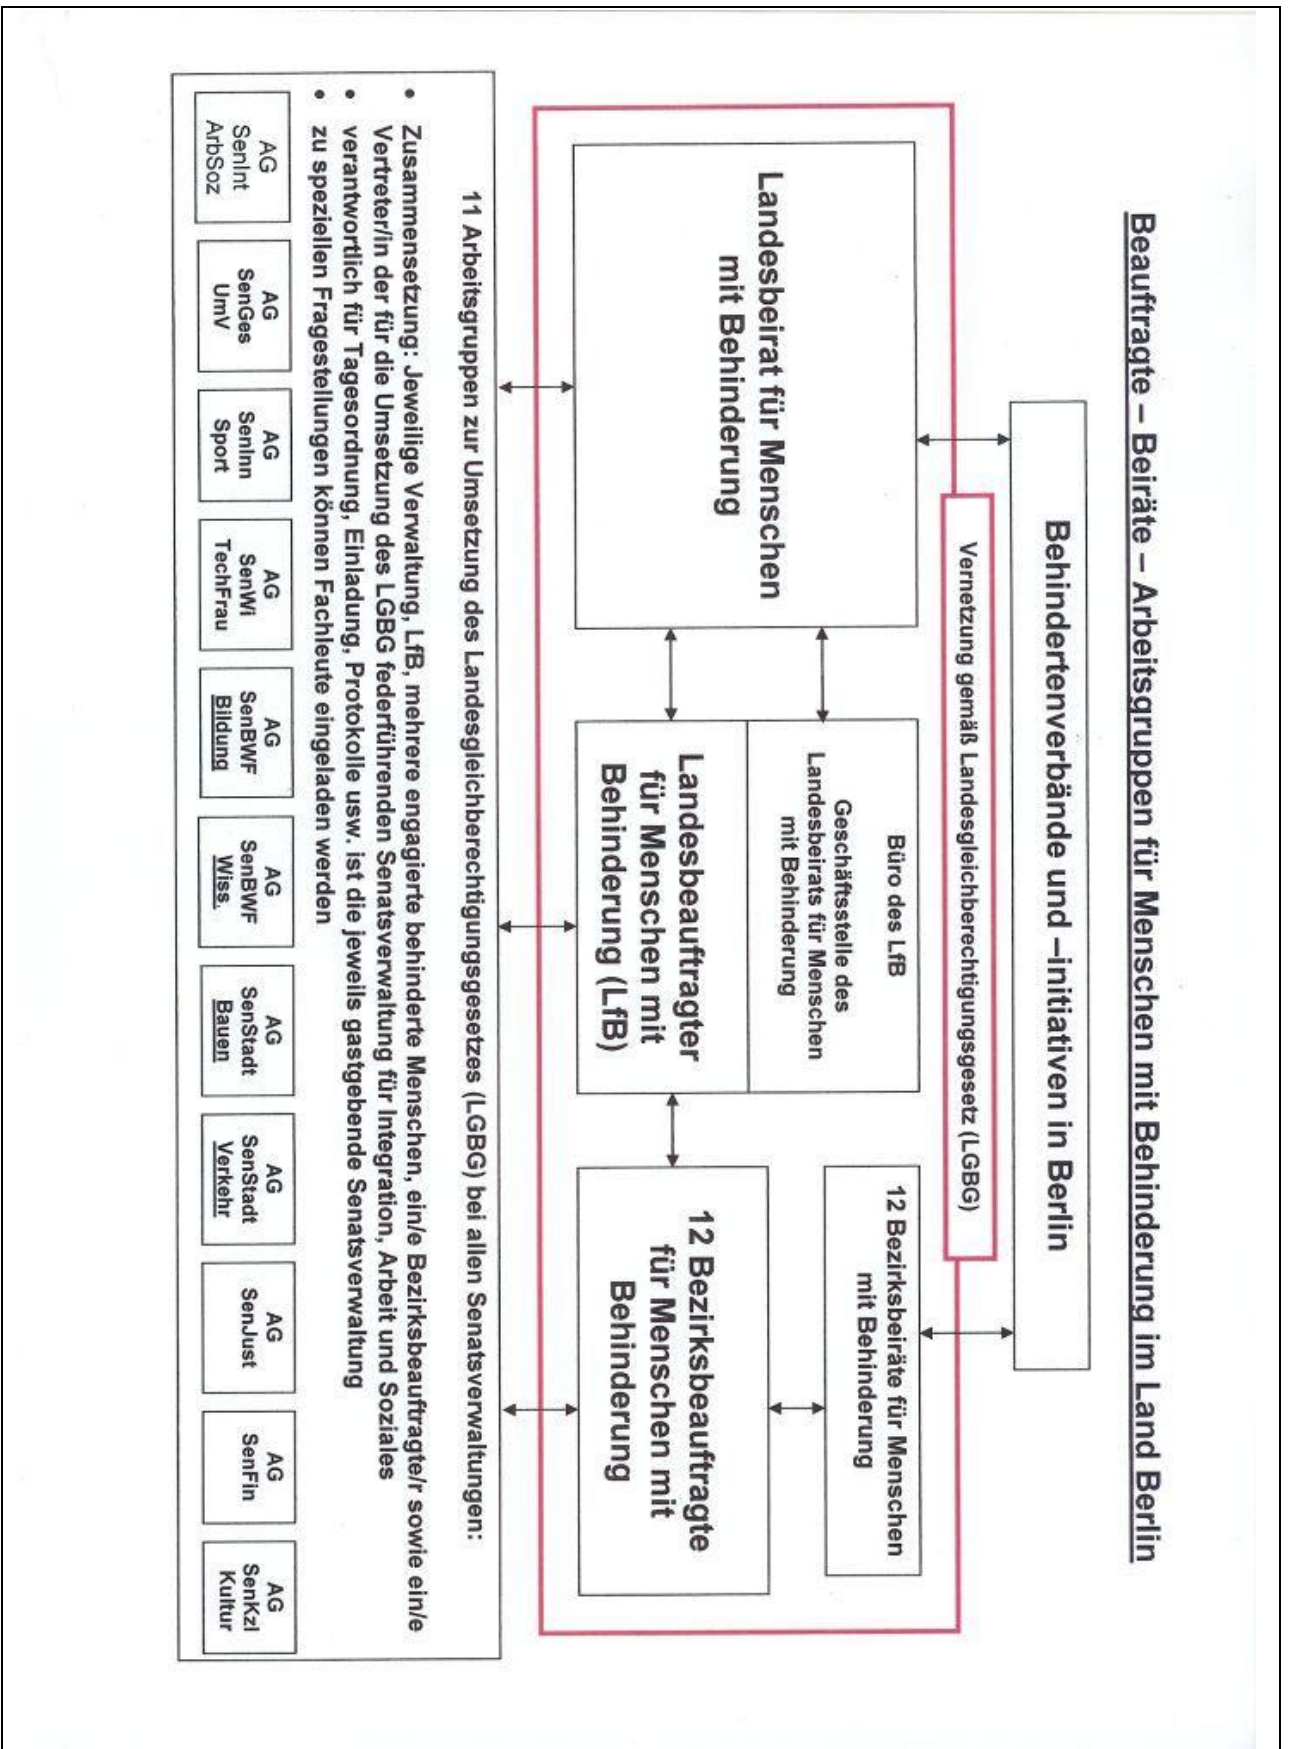 Beauftragte – Beiräte – Arbeitsgruppen für Menschen mit Behinderung im Land Berlin
Behindertenverbände und –initiativen in Berlin
Vernetzung gemäß Landesgleichberechtigungsgesetz (LGBG)
Landesbeirat für Menschen
mit Behinderung
Büro des LfB
Geschäftsstelle des
Landesbeirats für Menschen
mit Behinderung
Landesbeauftragter
für Menschen mit
Behinderung (LfB)
12 Bezirksbeiräte für Menschen
mit Behinderung
12 Bezirksbeauftragte
für Menschen mit
Behinderung
11 Arbeitsgruppen zur Umsetzung des Landesgleichberechtigungsgesetzes (LGBG) bei allen Senatsverwaltungen:
• Zusammensetzung: Jeweilige Verwaltung, LfB, mehrere engagierte behinderte Menschen, ein/e Bezirksbeauftragte/r sowie ein/e
Vertreter/in der für die Umsetzung des LGBG federführenden Senatsverwaltung für Integration, Arbeit und Soziales
• verantwortlich für Tagesordnung, Einladung, Protokolle usw. ist die jeweils gastgebende Senatsverwaltung
• zu speziellen Fragestellungen können Fachleute eingeladen werden
AG
SenInt
ArbSoz
AG
SenGes
UmV
AG
SenInn
Sport
AG
SenWi
TechFrau
AG
SenBWF
Bildung
AG
SenBWF
Wiss.
AG
SenStadt
Bauen
AG
SenStadt
Verkehr
AG
SenJust
AG
SenFin
AG
SenKzl
Kultur